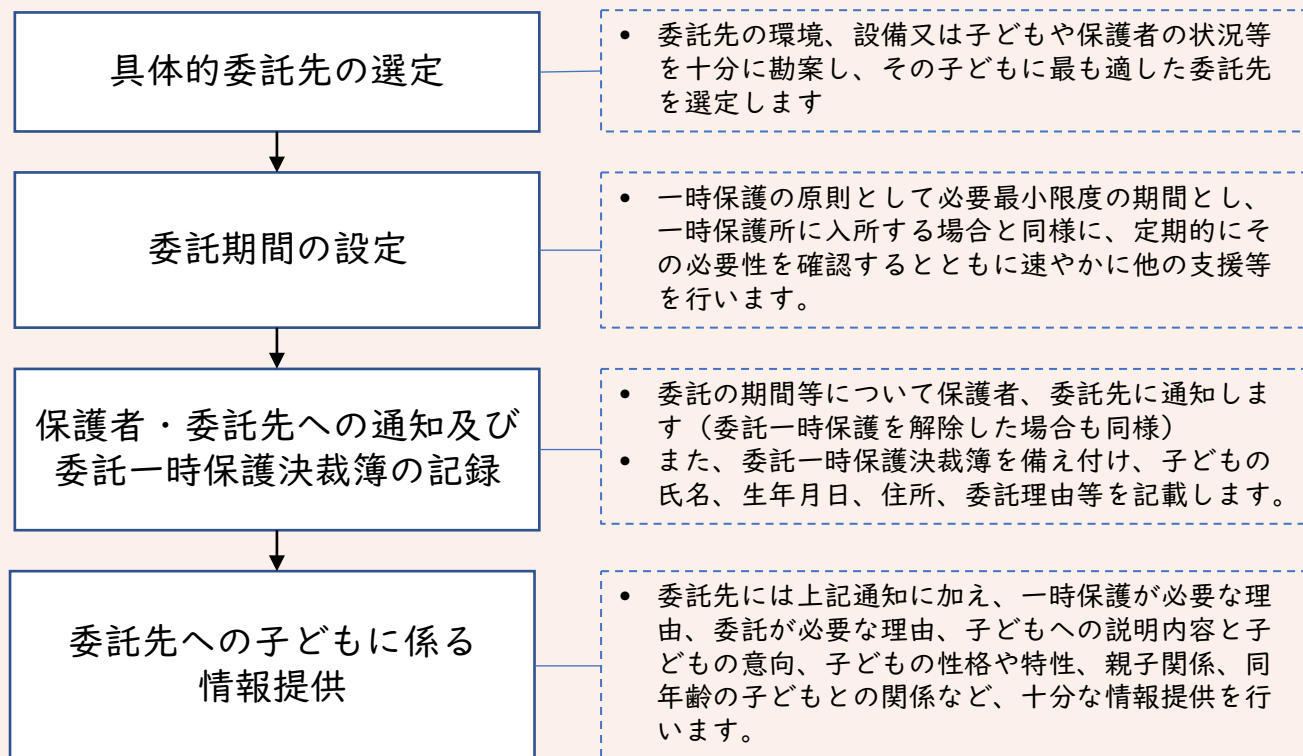 具体的委託先の選定
• 委託先の環境、設備又は子どもや保護者の状況等
を十分に勘案し、その子どもに最も適した委託先
を選定します
委託期間の設定
• 一時保護の原則として必要最小限度の期間とし、
一時保護所に入所する場合と同様に、定期的にそ
の必要性を確認するとともに速やかに他の支援等
を行います。
保護者・委託先への通知及び
委託一時保護決裁簿の記録
• 委託の期間等について保護者、委託先に通知しま
す（委託一時保護を解除した場合も同様）
• また、委託一時保護決裁簿を備え付け、子どもの
氏名、生年月日、住所、委託理由等を記載します。
委託先への子どもに係る
情報提供
• 委託先には上記通知に加え、一時保護が必要な理
由、委託が必要な理由、子どもへの説明内容と子
どもの意向、子どもの性格や特性、親子関係、同
年齢の子どもとの関係など、十分な情報提供を行
います。